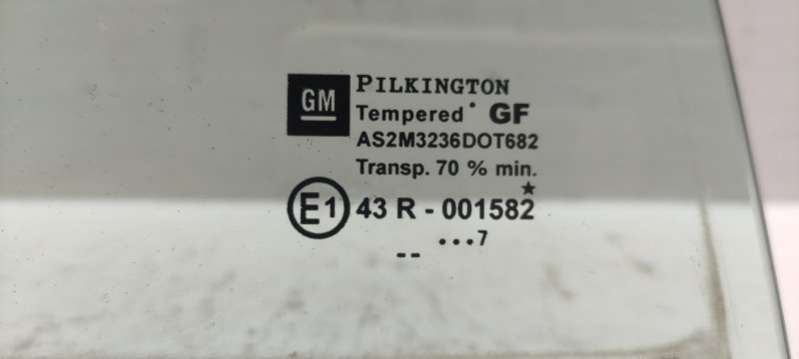 GM PILKINGTON
Tempered • GF
AS2M3236DOT682
Transp. 70 % min.
E1 43 R - 001582
...7
--